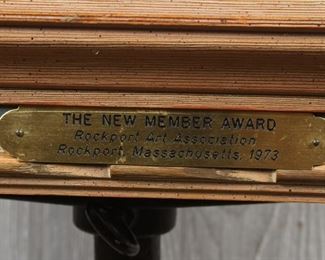 THE NEW MEMBER AWARD
Rockport Art Association
Rockport, Massachusetts, 1973